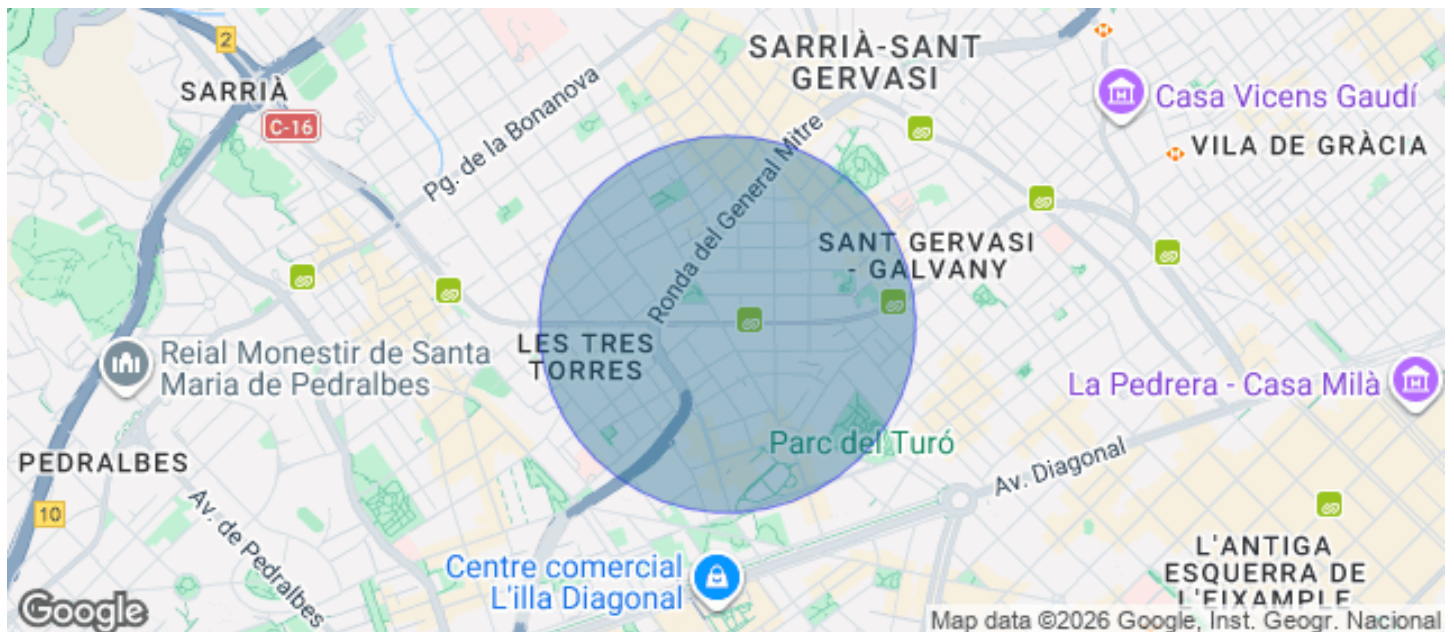 2
SARRIÀ-SANT
GERVASI
SARRIÀ
C-16
Pg. de la Bonanova
Casa Vicens Gaudí
Ronda del General Mitre
VILA DE GRÀCIA
SANT GERVASI
- GALVANY
LES TRES
TORRES
Reial Monestir de Santa
Maria de Pedralbes
La Pedrera - Casa Milà
Parc del Turó
PEDRALBES
Av. Diagonal
10
Av. de Pedralbes
Centre comercial
L'illa Diagonal
L'ANTIGA
ESQUERRA DE
L'EIXAMPLE
Google
Map data ©2026 Google, Inst. Geogr. Nacional